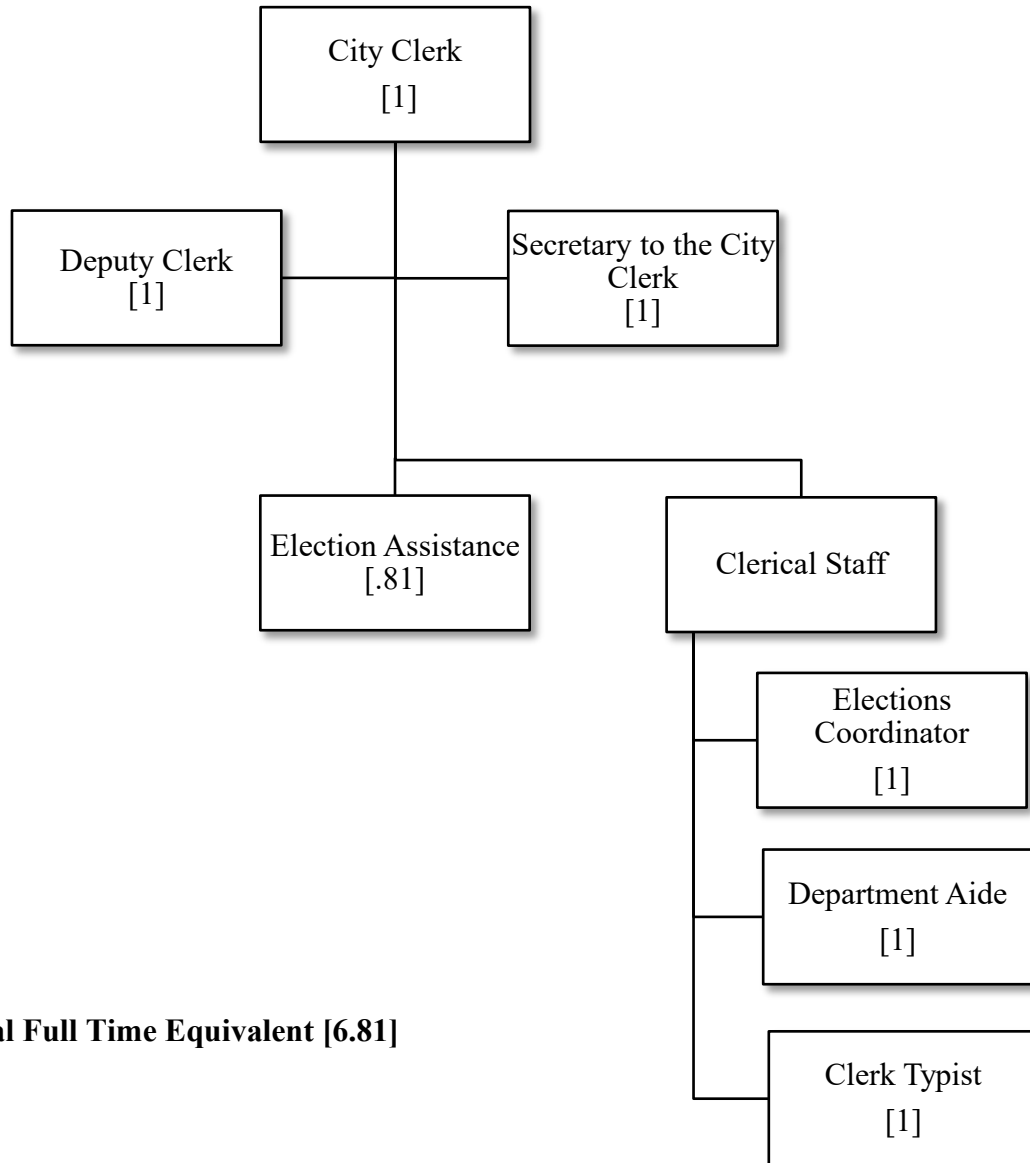 City Clerk
[1]
Deputy Clerk
[1]
Secretary to the City
Clerk
[1]
Election Assistance
[.81]
Clerical Staff
Elections
Coordinator
[1]
Department Aide
[1]
Full Time Equivalent [6.81]
Clerk Typist
[1]